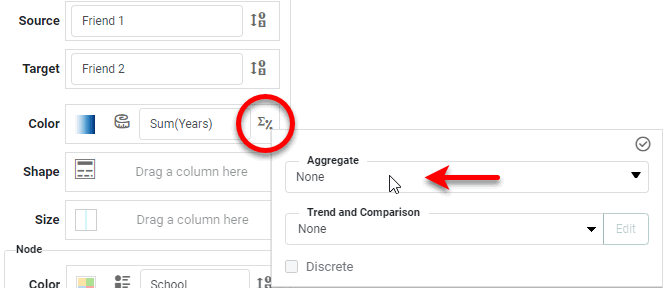 Source
Friend 1
Target
Friend 2
Color
Sum(Years)
Shape
Drag a column here
Size
Drag a column here
Node
Color
School
Aggregate
None
Trend and Comparison
None
Edit
Discrete